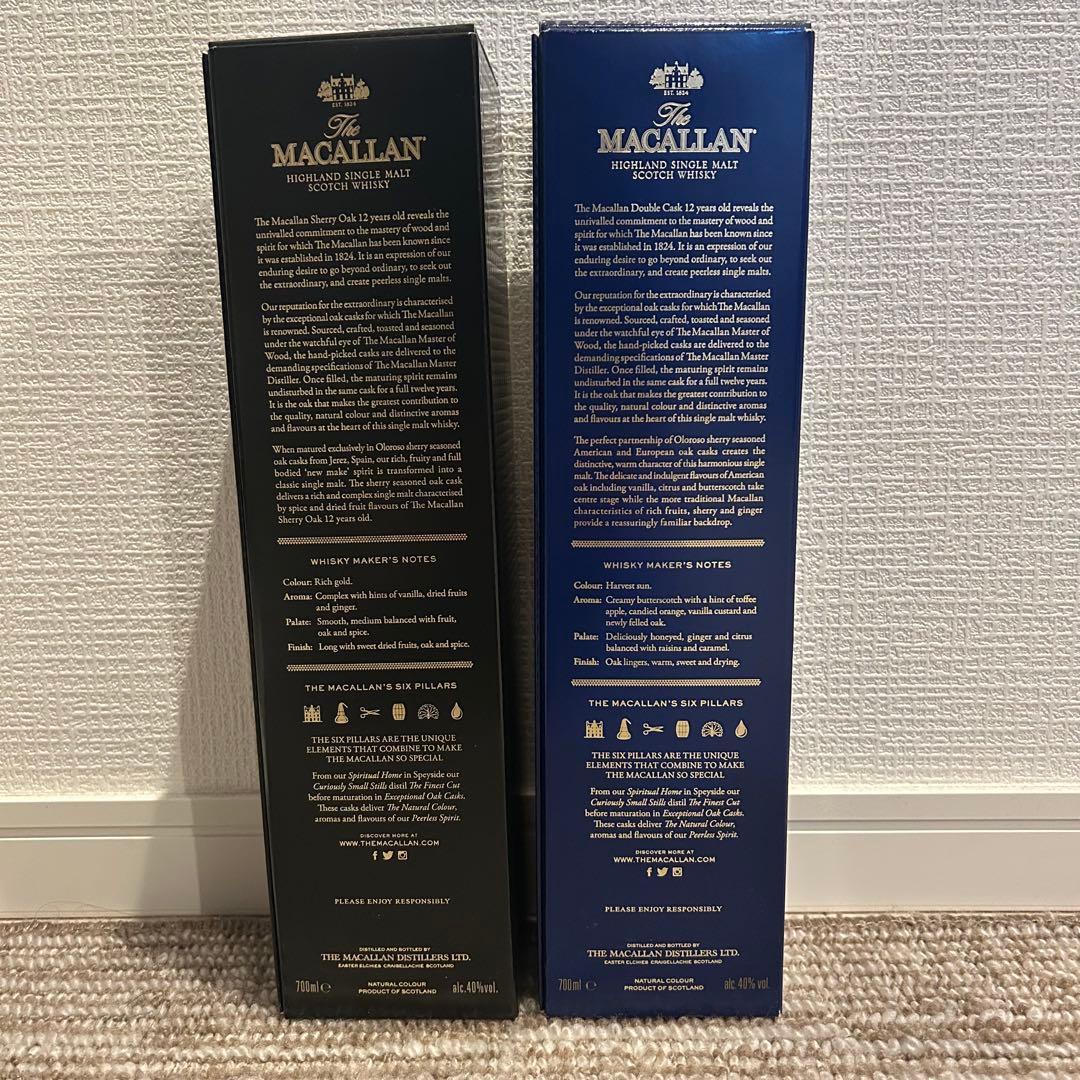 EST. 1824
The
MACALLAN
HIGHLAND SINGLE MALT
SCOTCH WHISKY
The Macallan Sherry Oak 12 years old reveals the
unrivalled commitment to the mastery of wood and
spirit for which The Macallan has been known since
it was established in 1824. It is an expression of our
enduring desire to go beyond ordinary, to seek out
the extraordinary, and create peerless single malts.
Our reputation for the extraordinary is characterised
by the exceptional oak casks for which The Macallan
is renowned. Sourced, crafted, toasted and seasoned
under the watchful eye of The Macallan Master of
Wood, the hand-picked casks are delivered to the
demanding specifications of The Macallan Master
Distiller. Once filled, the maturing spirit remains
undisturbed in the same cask for a full twelve years.
It is the oak that makes the greatest contribution to
the quality, natural colour and distinctive aromas
and flavours at the heart of this single malt whisky.
When matured exclusively in Oloroso sherry seasoned
oak casks from Jerez, Spain, our rich, fruity and full
bodied 'new make' spirit is transformed into a
classic single malt. The sherry seasoned oak cask
delivers a rich and complex single malt characterised
by spice and dried fruit flavours of The Macallan
Sherry Oak 12 years old.
WHISKY MAKER'S NOTES
Colour: Rich gold.
Aroma: Complex with hints of vanilla, dried fruits
and ginger.
Palate: Smooth, medium balanced with fruit,
oak and spice.
Finish: Long with sweet dried fruits, oak and spice.
THE MACALLAN'S SIX PILLARS
THE SIX PILLARS ARE THE UNIQUE
ELEMENTS THAT COMBINE TO MAKE
THE MACALLAN SO SPECIAL
From our Spiritual Home in Speyside our
Curiously Small Stills distil The Finest Cut
before maturation in Exceptional Oak Casks.
These casks deliver The Natural Colour,
aromas and flavours of our Peerless Spirit.
DISCOVER MORE AT
WWW.THEMACALLAN.COM
PLEASE ENJOY RESPONSIBLY
DISTILLED AND BOTTLED BY
THE MACALLAN DISTILLERS LTD.
EASTER ELCHIES CRAIGELLACHIE SCOTLAND
700ml e
NATURAL COLOUR
PRODUCT OF SCOTLAND
alc. 40% vol.
EST. 1824
The
MACALLAN
HIGHLAND SINGLE MALT
SCOTCH WHISKY
The Macallan Double Cask 12 years old reveals the
unrivalled commitment to the mastery of wood and
spirit for which The Macallan has been known since
it was established in 1824. It is an expression of our
enduring desire to go beyond ordinary, to seek out
the extraordinary, and create peerless single malts.
Our reputation for the extraordinary is characterised
by the exceptional oak casks for which The Macallan
is renowned. Sourced, crafted, toasted and seasoned
under the watchful eye of The Macallan Master of
Wood, the hand-picked casks are delivered to the
demanding specifications of The Macallan Master
Distiller. Once filled, the maturing spirit remains
undisturbed in the same cask for a full twelve years.
It is the oak that makes the greatest contribution to
the quality, natural colour and distinctive aromas
and flavours at the heart of this single malt whisky.
The perfect partnership of Oloroso sherry seasoned
American and European oak casks creates the
distinctive, warm character of this harmonious single
malt. The delicate and indulgent flavours of American
oak including vanilla, citrus and butterscotch take
centre stage while the more traditional Macallan
characteristics of rich fruits, sherry and ginger
provide a reassuringly familiar backdrop.
WHISKY MAKER'S NOTES
Colour: Harvest sun.
Aroma: Creamy butterscotch with a hint of toffee
apple, candied orange, vanilla custard and
newly felled oak.
Palate: Deliciously honeyed, ginger and citrus
balanced with raisins and caramel.
Finish: Oak lingers, warm, sweet and drying.
THE MACALLAN'S SIX PILLARS
THE SIX PILLARS ARE THE UNIQUE
ELEMENTS THAT COMBINE TO MAKE
THE MACALLAN SO SPECIAL
From our Spiritual Home in Speyside our
Curiously Small Stills distil The Finest Cut
before maturation in Exceptional Oak Casks.
These casks deliver The Natural Colour,
aromas and flavours of our Peerless Spirit.
DISCOVER MORE AT
WWW.THEMACALLAN.COM
PLEASE ENJOY RESPONSIBLY
DISTILLED AND BOTTLED BY
THE MACALLAN DISTILLERS LTD.
EASTER ELCHIES CRAIGELLACHIE SCOTLAND
700ml e
NATURAL COLOUR
PRODUCT OF SCOTLAND
alc. 40% vol.